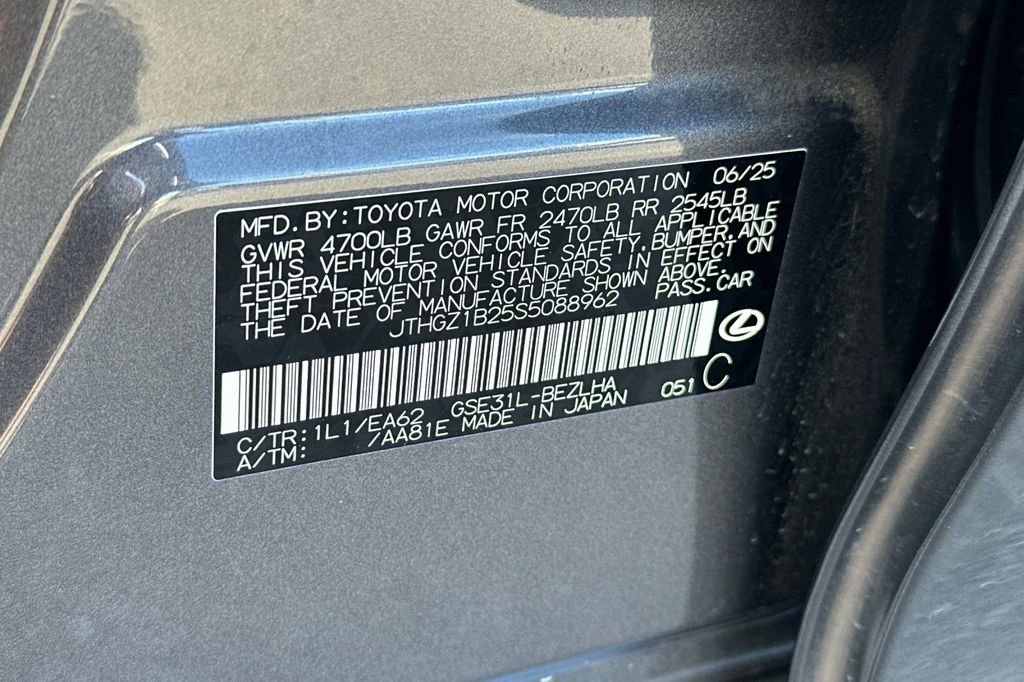 MFD. BY: TOYOTA MOTOR CORPORATION 06/25
GVWR 4700LB GAWR FR 2470LB RR 2545LB
THIS VEHICLE CONFORMS TO ALL APPLICABLE
FEDERAL MOTOR VEHICLE SAFETY, BUMPER, AND
THEFT PREVENTION STANDARDS IN EFFECT ON
THE DATE OF MANUFACTURE SHOWN ABOVE.
JTHGZ1B25S5088962 PASS. CAR
C/TR: 1L1/EA62 GSE31L-BEZLHA 051 C
A/TM: /AA81E MADE IN JAPAN